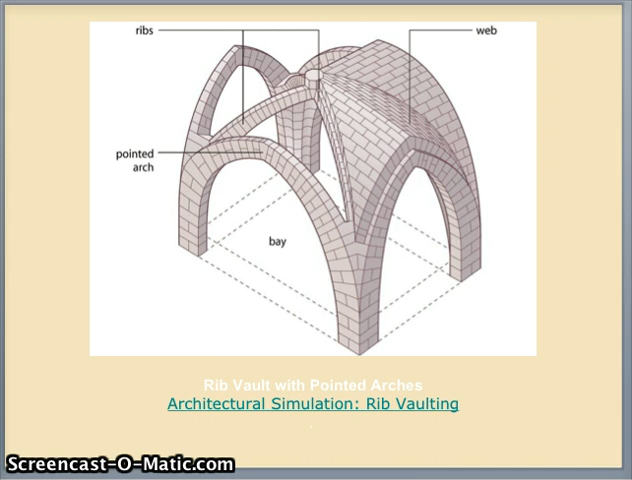 ribs
web
pointed
arch
bay
Rib Vault with Pointed Arches
Architectural Simulation: Rib Vaulting
.
Screencast-O-Matic.com